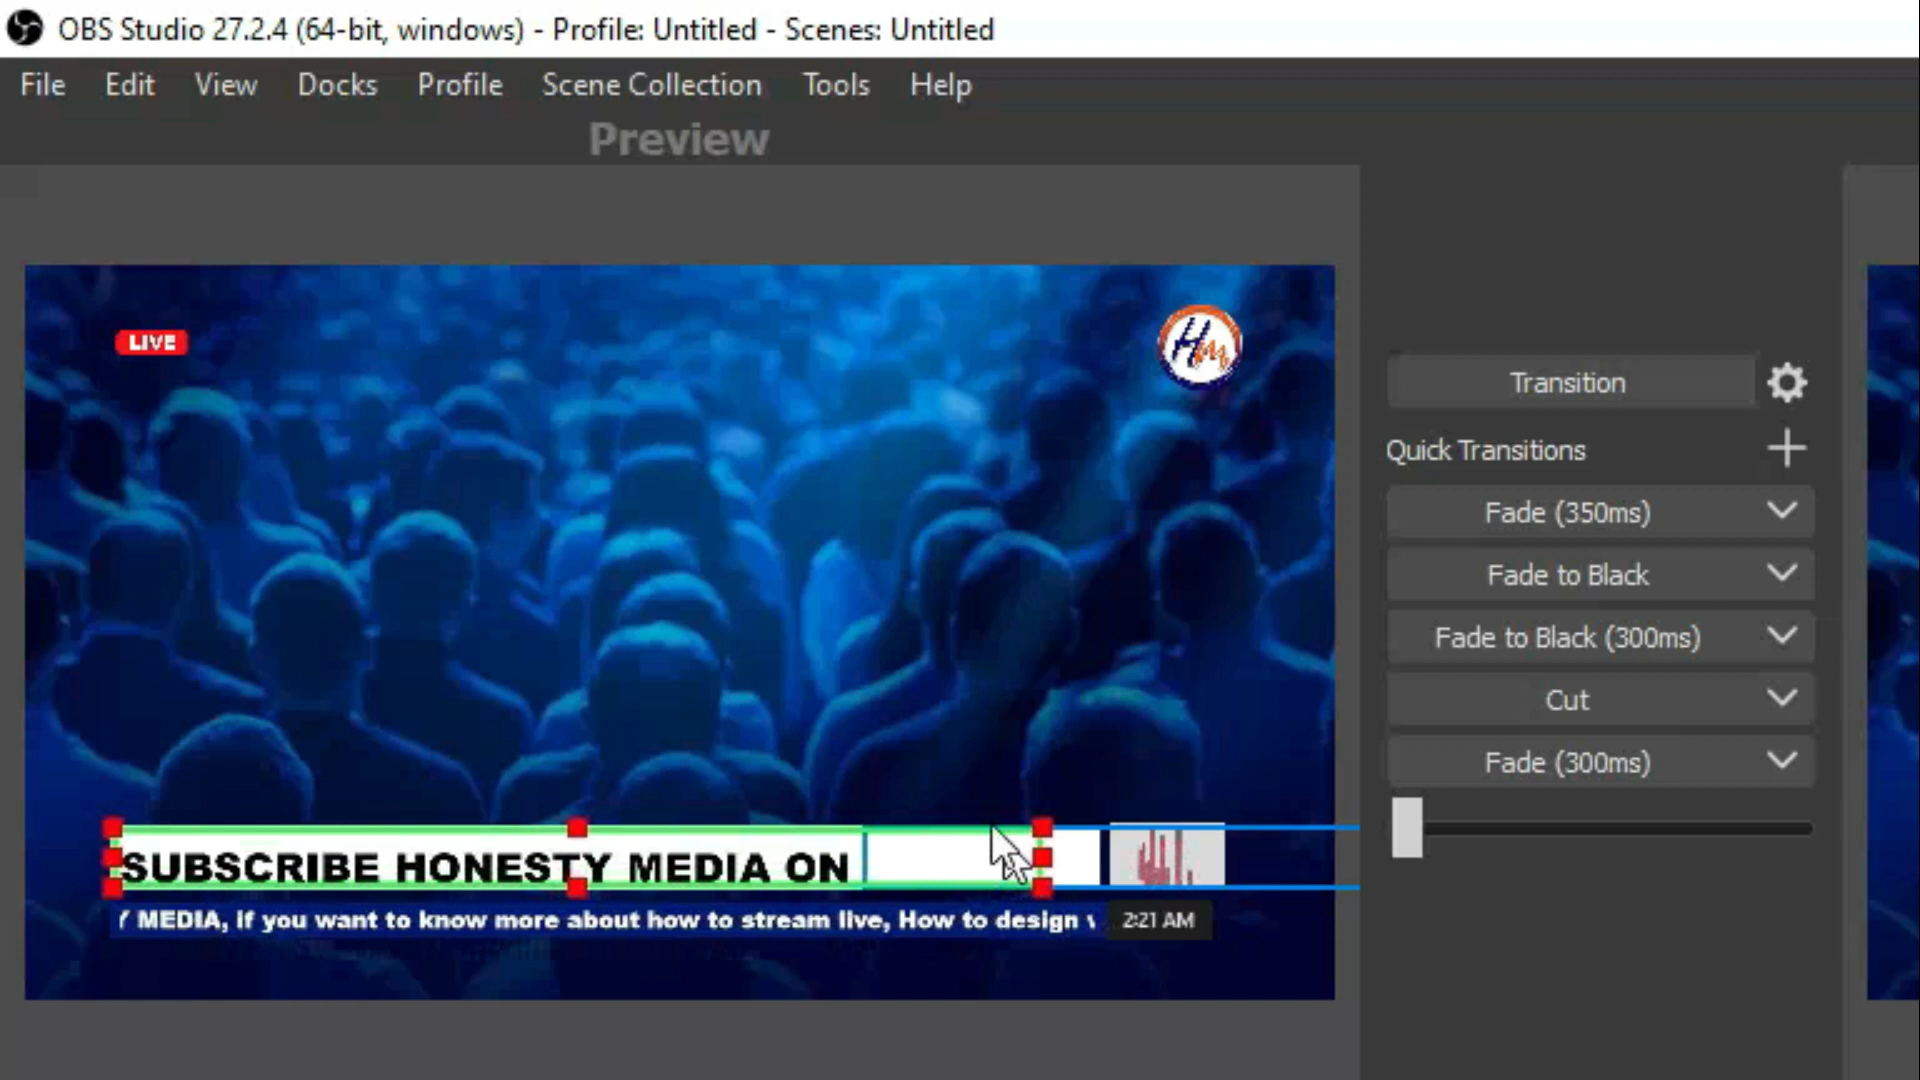 OBS Studio 27.2.4 (64-bit, windows) - Profile: Untitled - Scenes: Untitled
File Edit View Docks Profile Scene Collection Tools Help
Preview
LIVE
Hm
Transition
Quick Transitions
Fade (350ms)
Fade to Black
Fade to Black (300ms)
Cut
Fade (300ms)
SUBSCRIBE HONESTY MEDIA ON
MEDIA, if you want to know more about how to stream live, How to design
2:21 AM